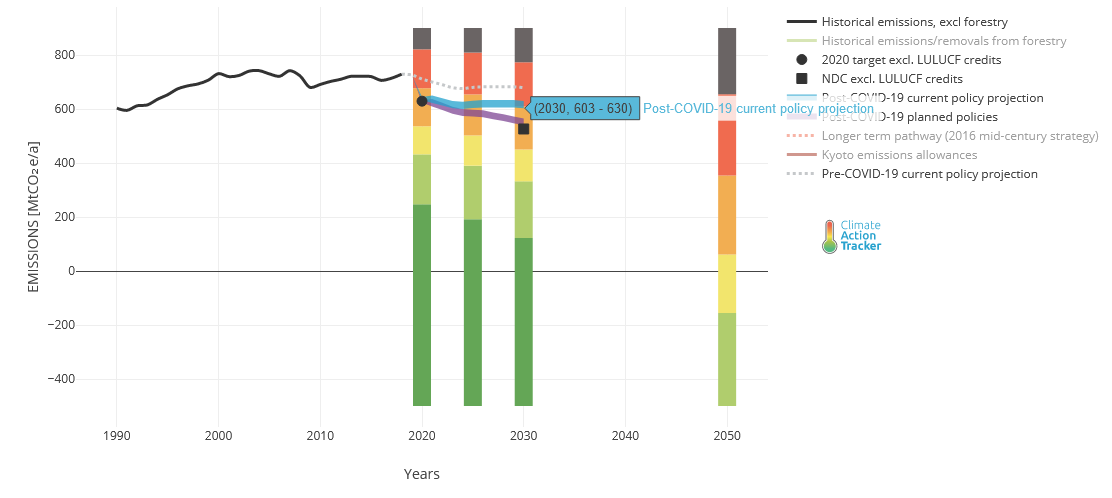 Historical emissions, excl forestry
Historical emissions/removals from forestry
2020 target excl. LULUCF credits
NDC excl. LULUCF credits
Post-COVID-19 current policy projection
Post-COVID-19 planned policies
Longer term pathway (2016 mid-century strategy)
Kyoto emissions allowances
Pre-COVID-19 current policy projection
(2030, 603 - 630) Post-COVID-19 current policy projection
Climate
Action
Tracker
EMISSIONS [MtCO₂e/a]
800
600
400
200
0
−200
−400
1990 2000 2010 2020 2030 2040 2050
Years